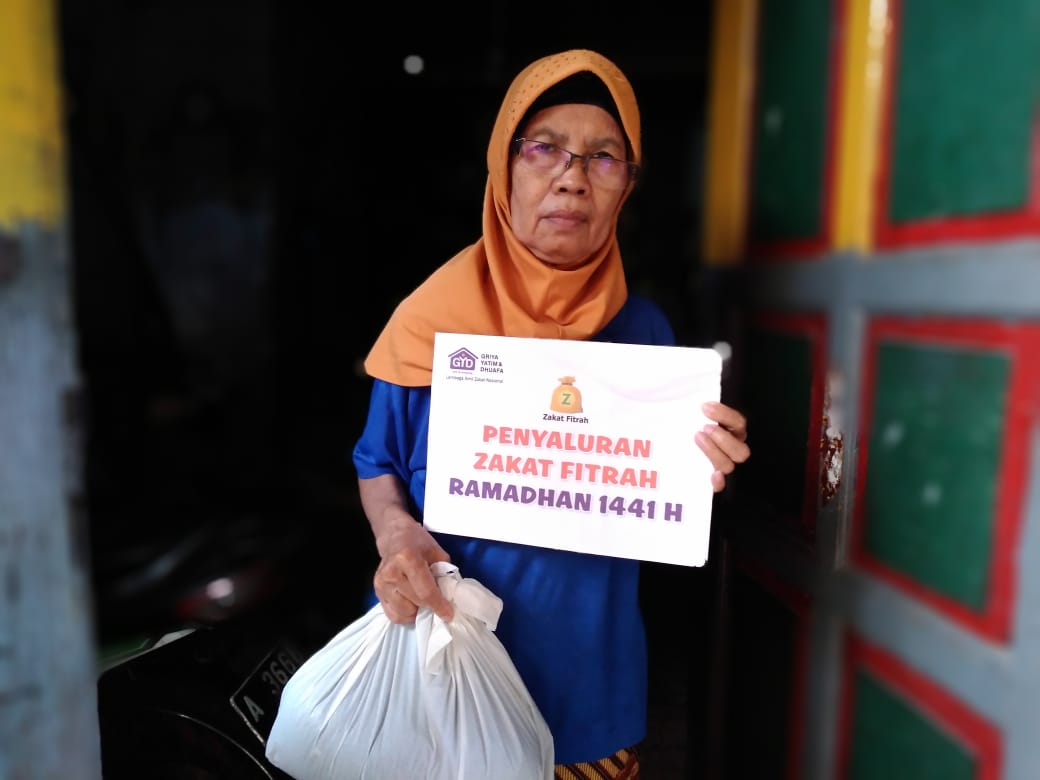 GYD
GRIYA
YATIM &
DHUAFA
Lembaga Amil Zakat Nasional
Z
Zakat Fitrah
PENYALURAN
ZAKAT FITRAH
RAMADHAN 1441 H
A 366